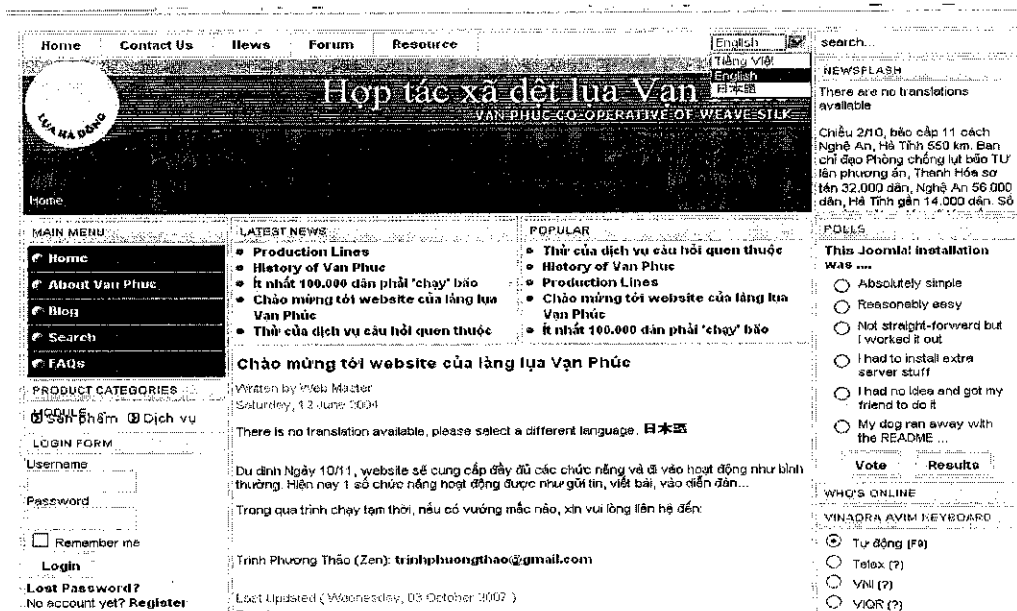 Home Contact Us News Forum Resource
English
Tiếng Việt
English
日本語
search...
LỤA HÀ ĐÔNG
Hợp tác xã dệt lụa Vạn
VAN PHUC CO-OPERATIVE OF WEAVE SILK
Home
NEWSFLASH
There are no translations
available
Chiều 2/10, bão cấp 11 cách
Nghệ An, Hà Tĩnh 550 km. Ban
chỉ đạo Phòng chống lụt bão TƯ
lên phương án, Thanh Hóa sơ
tán 32.000 dân, Nghệ An 56.000
dân, Hà Tĩnh gần 14.000 dân. Số
MAIN MENU
Home
About Van Phuc
Blog
Search
FAQs
PRODUCT CATEGORIES
MODULE
Sản phẩm Dịch vụ
LOGIN FORM
Username
Password
Remember me
Login
Lost Password?
No account yet? Register
LATEST NEWS
Production Lines
History of Van Phuc
Ít nhất 100.000 dân phải 'chạy' bão
Chào mừng tới website của làng lụa
Vạn Phúc
Thử của dịch vụ câu hỏi quen thuộc
POPULAR
Thử của dịch vụ câu hỏi quen thuộc
History of Van Phuc
Production Lines
Chào mừng tới website của làng lụa
Vạn Phúc
Ít nhất 100.000 dân phải 'chạy' bão
Chào mừng tới website của làng lụa Vạn Phúc
Written by Web Master
Saturday, 12 June 2004
There is no translation available, please select a different language. 日本語
Dự định Ngày 10/11, website sẽ cung cấp đầy đủ các chức năng và đi vào hoạt động như bình
thường. Hiện nay 1 số chức năng hoạt động được như gửi tin, viết bài, vào diễn đàn...
Trong quá trình chạy tạm thời, nếu có vướng mắc nào, xin vui lòng liên hệ đến:
Trinh Phương Thảo (Zen): trinhphuongthao@gmail.com
Last Updated ( Wednesday, 03 October 2007 )
POLLS
This Joomla! installation
was ....
Absolutely simple
Reasonably easy
Not straight-forward but
I worked it out
I had to install extra
server stuff
I had no idea and got my
friend to do it
My dog ran away with
the README ...
Vote Results
WHO'S ONLINE
VINAORA AVIM KEYBOARD
Tự động [F9]
Telex (?)
VNI (?)
VIQR (?)